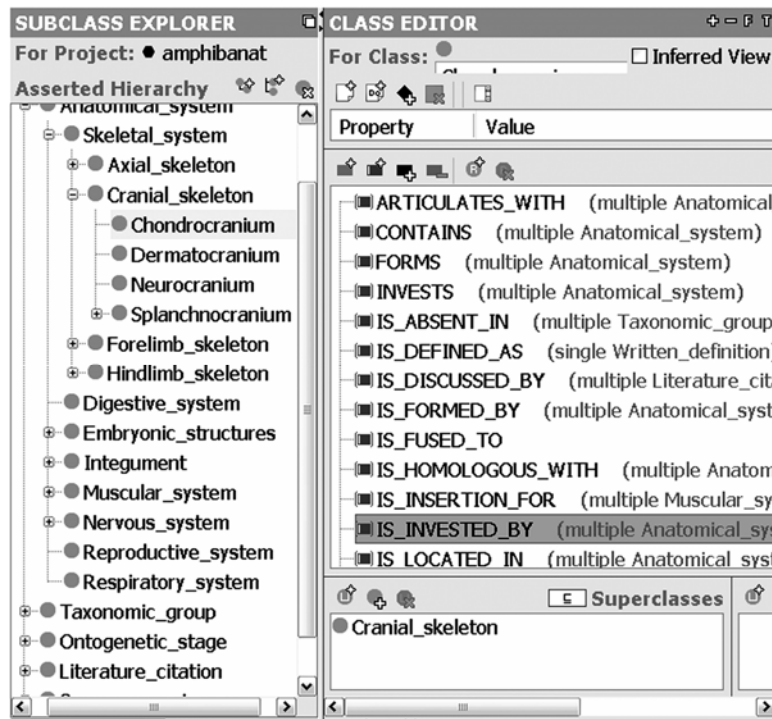 SUBCLASS EXPLORER
For Project: amphibanat
Asserted Hierarchy
Anatomical_system
Skeletal_system
Axial_skeleton
Cranial_skeleton
Chondrocranium
Dermatocranium
Neurocranium
Splanchnocranium
Forelimb_skeleton
Hindlimb_skeleton
Digestive_system
Embryonic_structures
Integument
Muscular_system
Nervous_system
Reproductive_system
Respiratory_system
Taxonomic_group
Ontogenetic_stage
Literature_citation
CLASS EDITOR
For Class: Inferred View
Property Value
ARTICULATES_WITH (multiple Anatomical
CONTAINS (multiple Anatomical_system)
FORMS (multiple Anatomical_system)
INVESTS (multiple Anatomical_system)
IS_ABSENT_IN (multiple Taxonomic_group
IS_DEFINED_AS (single Written_definition)
IS_DISCUSSED_BY (multiple Literature_cit
IS_FORMED_BY (multiple Anatomical_syst
IS_FUSED_TO
IS_HOMOLOGOUS_WITH (multiple Anatom
IS_INSERTION_FOR (multiple Muscular_sy
IS_INVESTED_BY (multiple Anatomical_sys
IS_LOCATED_IN (multiple Anatomical_syst
Superclasses
Cranial_skeleton